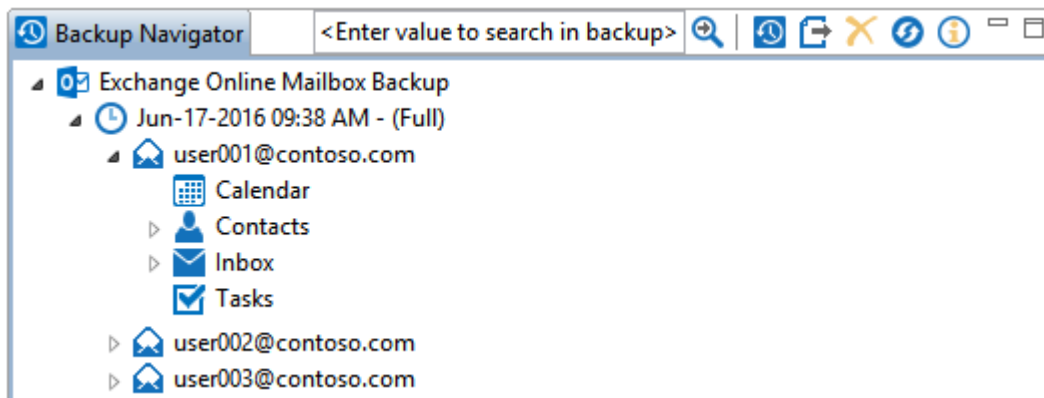 Backup Navigator <Enter value to search in backup>
Exchange Online Mailbox Backup
Jun-17-2016 09:38 AM - (Full)
user001@contoso.com
Calendar
Contacts
Inbox
Tasks
user002@contoso.com
user003@contoso.com